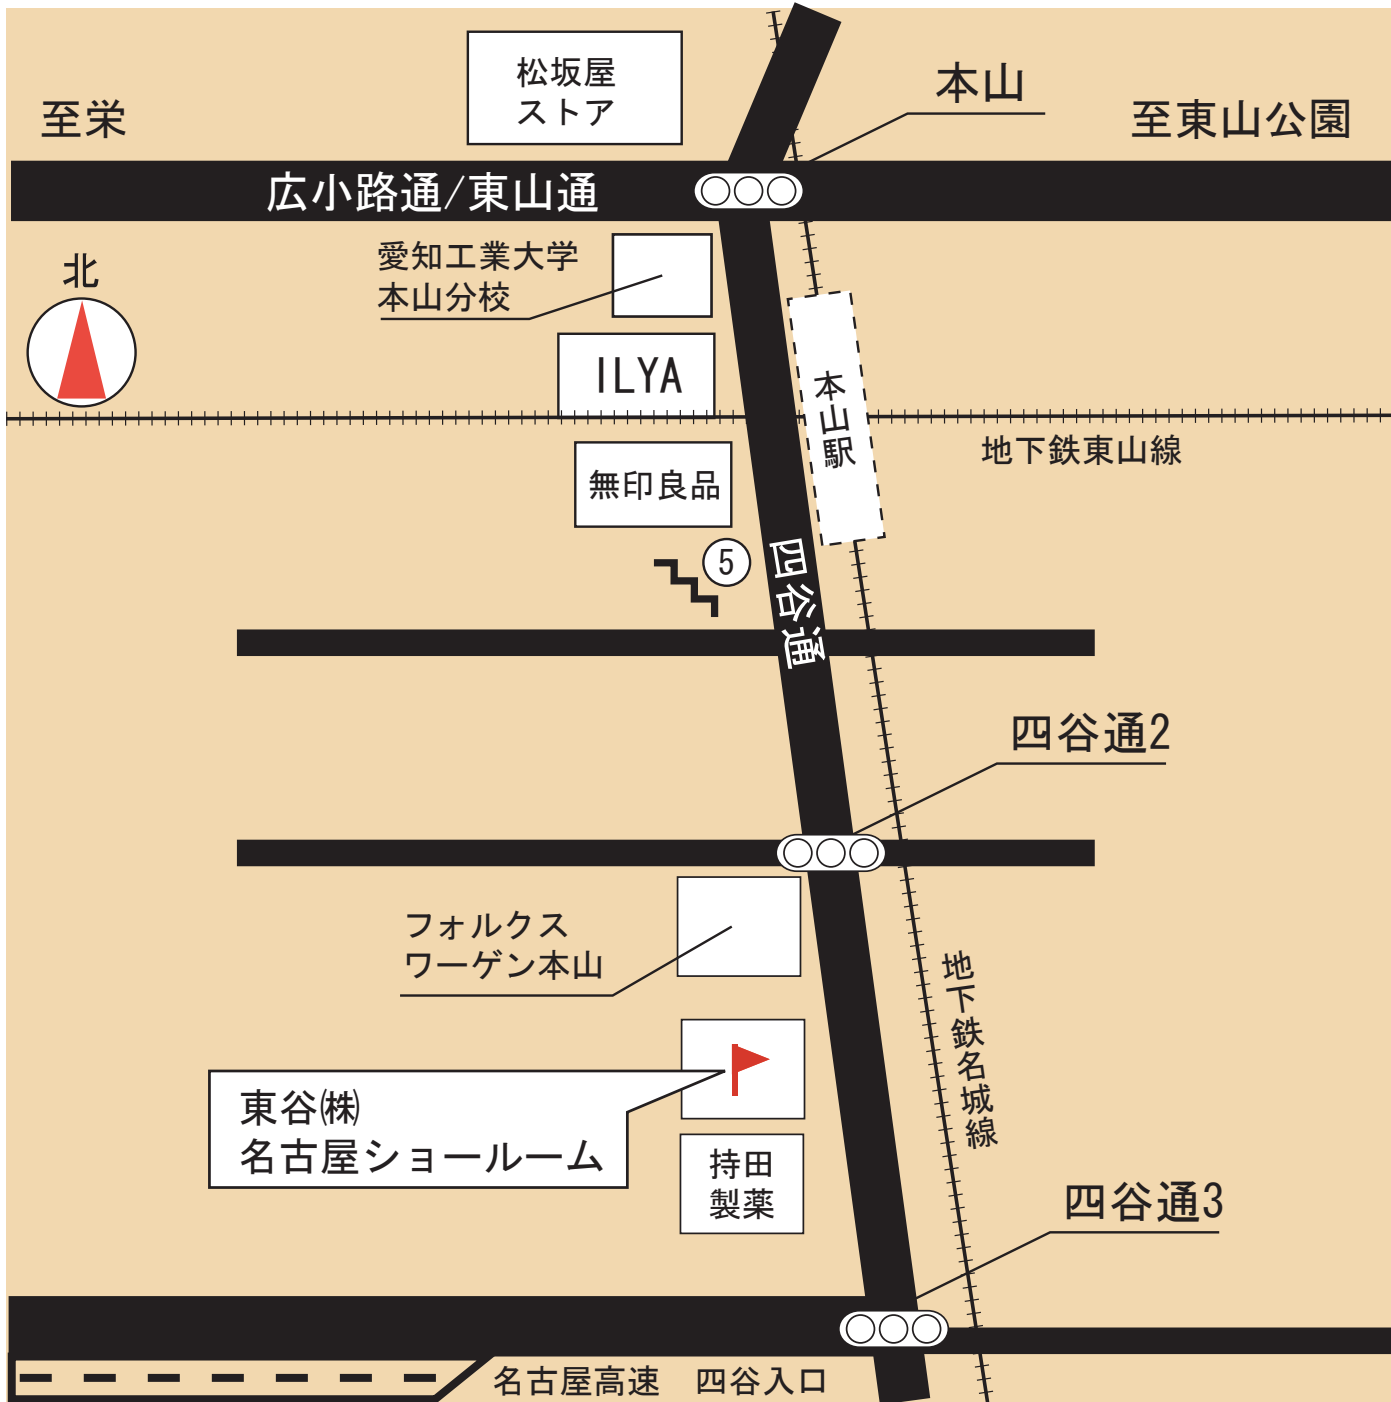 松坂屋
ストア
本山
至栄
至東山公園
広小路通/東山通
北
愛知工業大学
本山分校
ILYA
本山駅
地下鉄東山線
無印良品
5
四谷通
四谷通2
フォルクス
ワーゲン本山
地下鉄名城線
東谷㈱
名古屋ショールーム
持田
製薬
四谷通3
名古屋高速　四谷入口